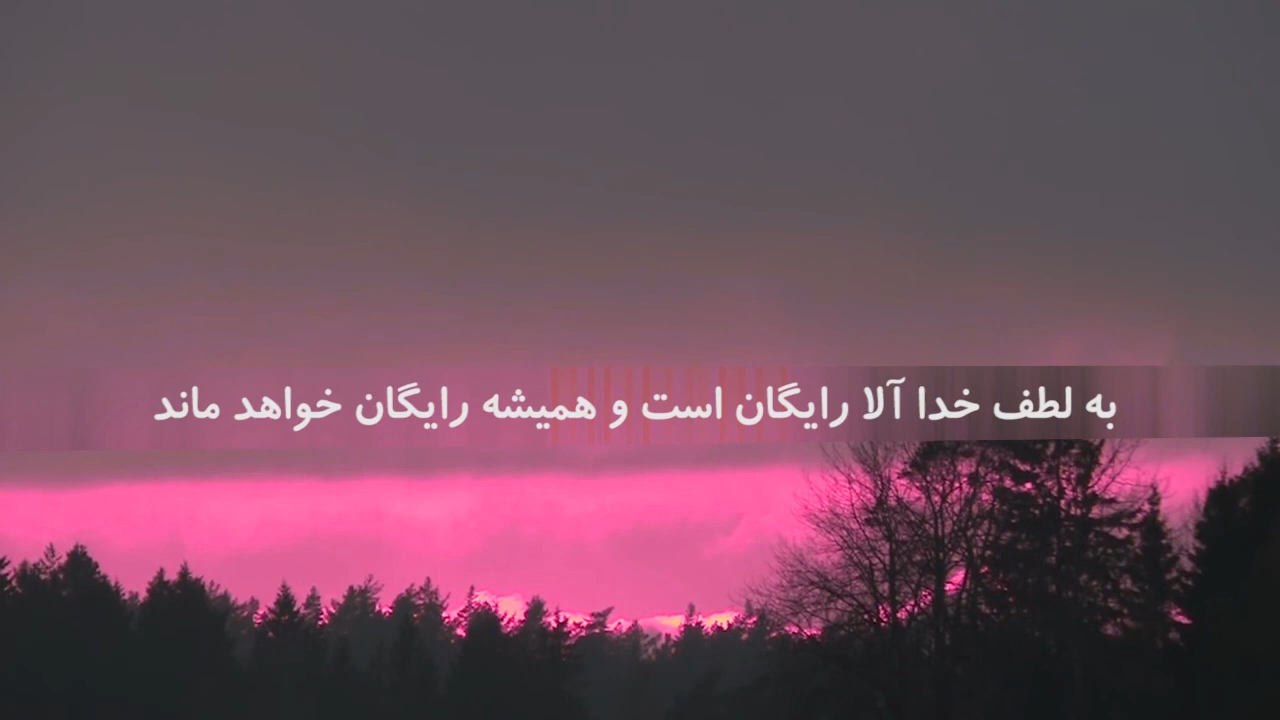 به لطف خدا آلا رایگان است و همیشه رایگان خواهد ماند